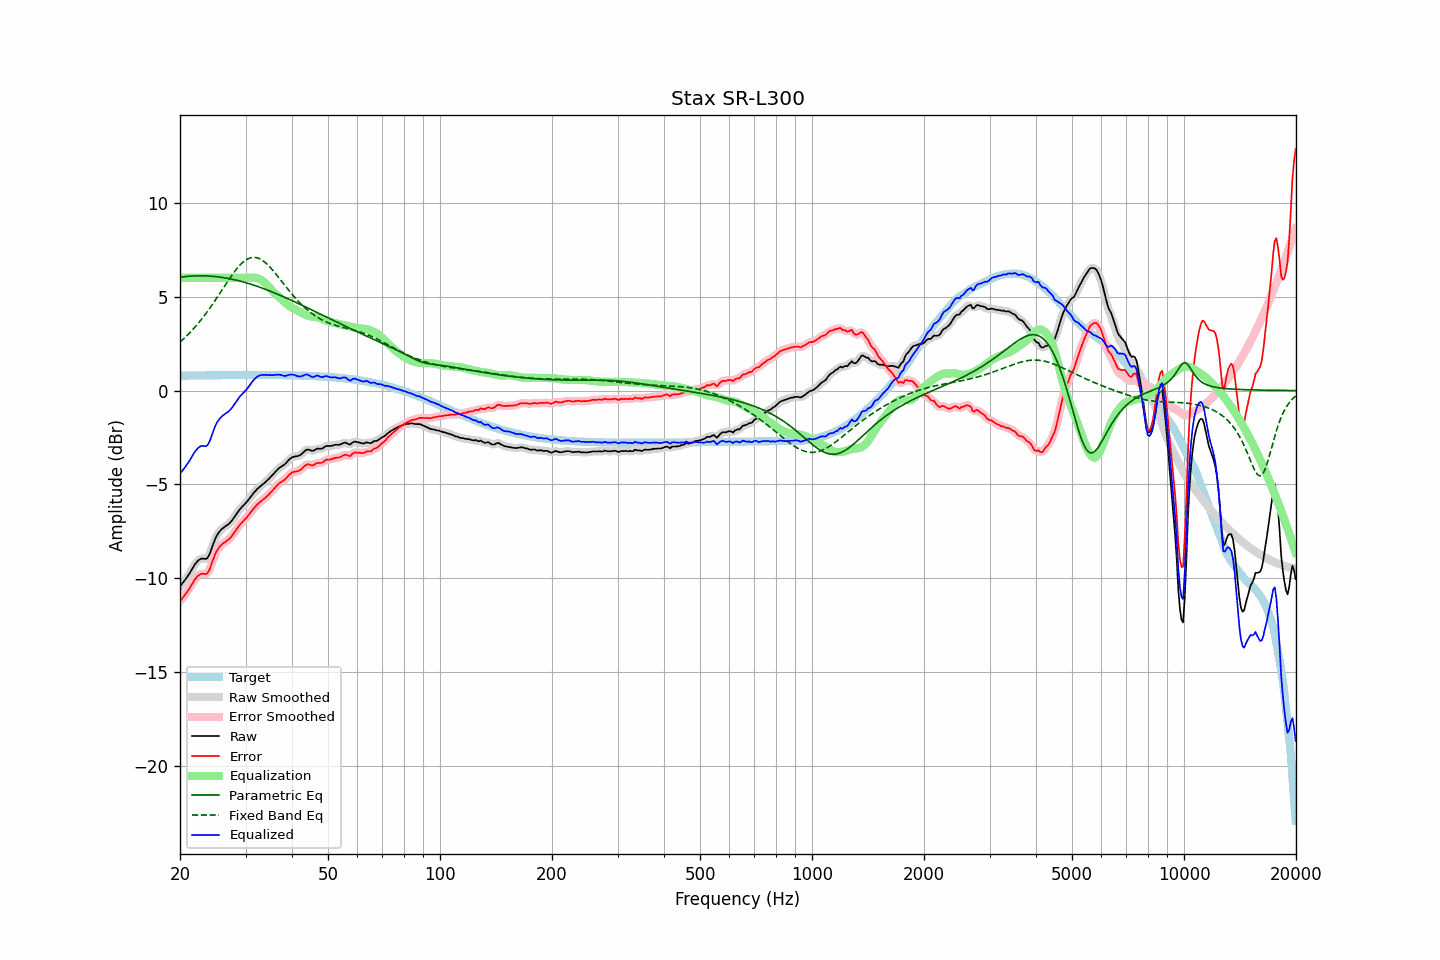 Stax SR-L300
Amplitude (dBr)
10
5
0
−5
−10
−15
−20
Target
Raw Smoothed
Error Smoothed
Raw
Error
Equalization
Parametric Eq
Fixed Band Eq
Equalized
20 50 100 200 500 1000 2000 5000 10000 20000
Frequency (Hz)